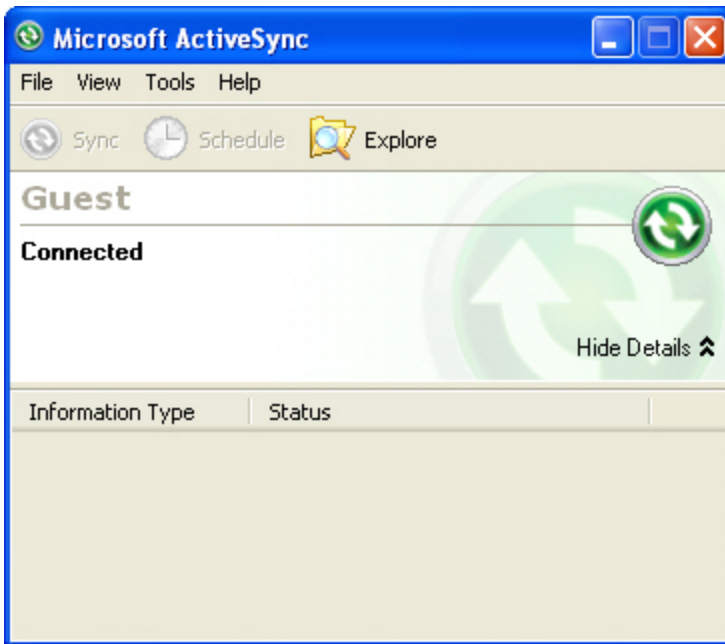 Microsoft ActiveSync
File View Tools Help
Sync Schedule Explore
Guest
Connected
Hide Details
Information Type Status